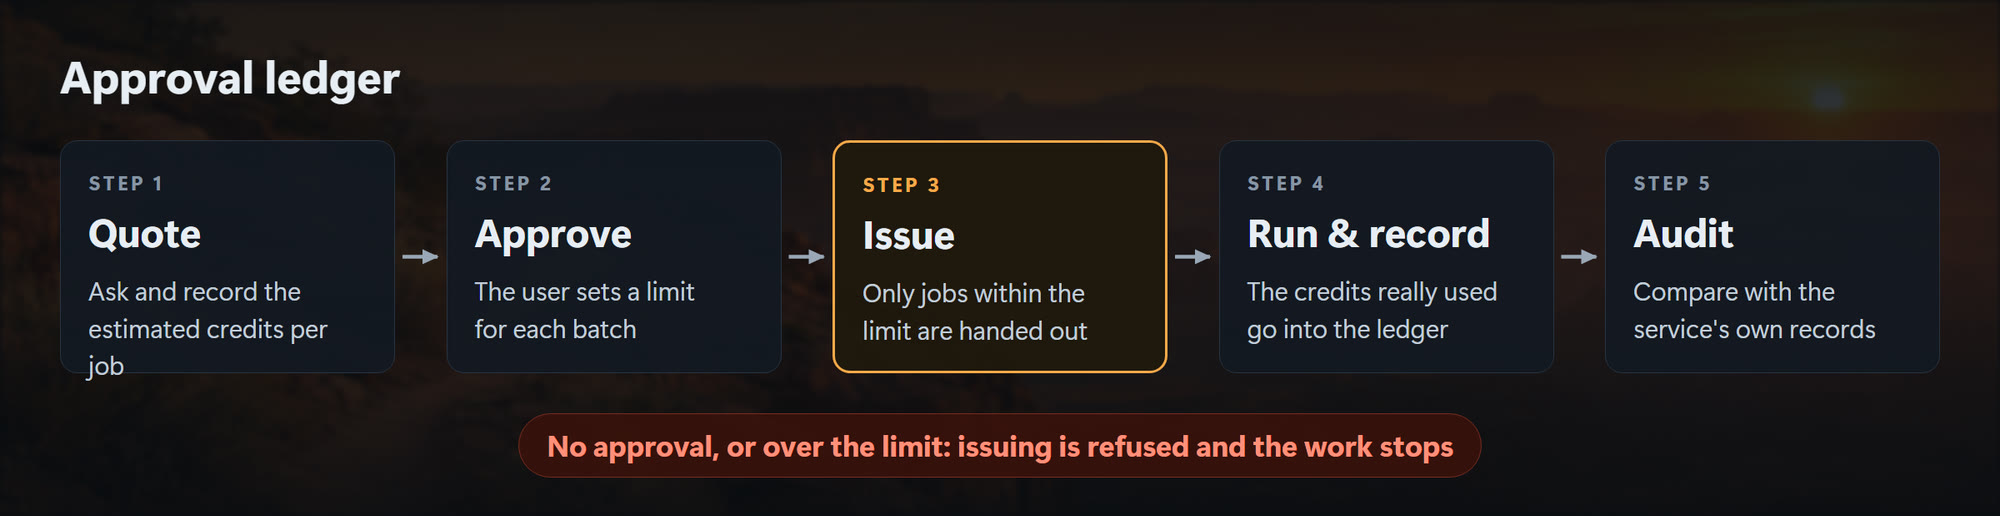 Approval ledger
STEP 1
Quote
Ask and record the
estimated credits per
job
STEP 2
Approve
The user sets a limit
for each batch
STEP 3
Issue
Only jobs within the
limit are handed out
STEP 4
Run & record
The credits really used
go into the ledger
STEP 5
Audit
Compare with the
service's own records
No approval, or over the limit: issuing is refused and the work stops